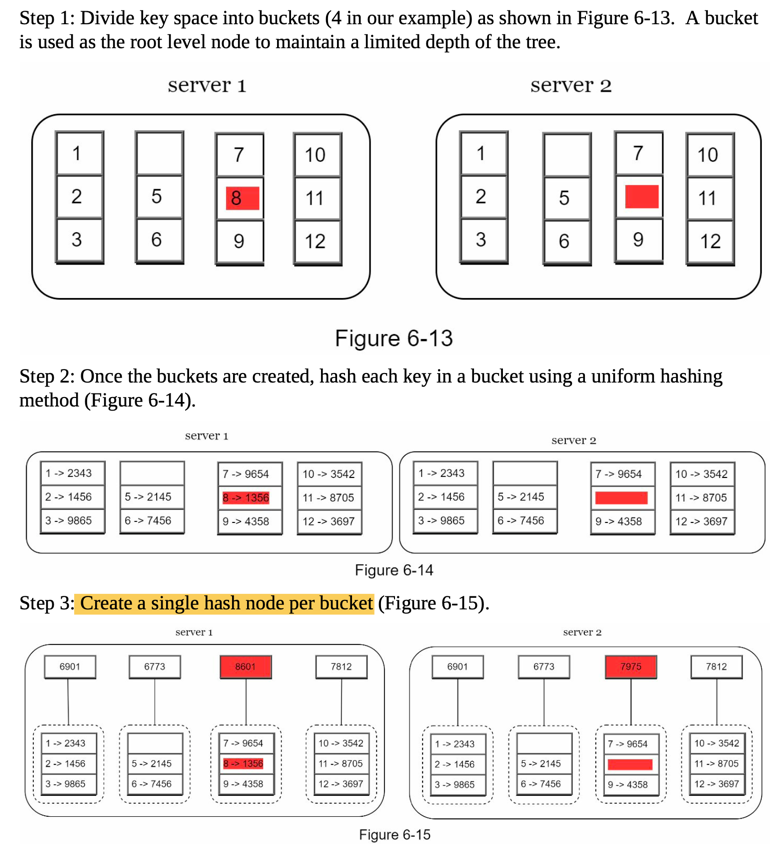 Step 1: Divide key space into buckets (4 in our example) as shown in Figure 6-13.  A bucket
is used as the root level node to maintain a limited depth of the tree.
server 1 server 2
1 7 10 1 7 10
2 5 8 11 2 5 11
3 6 9 12 3 6 9 12
Figure 6-13
Step 2: Once the buckets are created, hash each key in a bucket using a uniform hashing
method (Figure 6-14).
server 1 server 2
1 -> 2343 7 -> 9654 10 -> 3542 1 -> 2343 7 -> 9654 10 -> 3542
2 -> 1456 5 -> 2145 8 -> 1356 11 -> 8705 2 -> 1456 5 -> 2145 11 -> 8705
3 -> 9865 6 -> 7456 9 -> 4358 12 -> 3697 3 -> 9865 6 -> 7456 9 -> 4358 12 -> 3697
Figure 6-14
Step 3: Create a single hash node per bucket (Figure 6-15).
server 1 server 2
6901 6773 8601 7812 6901 6773 7975 7812
1 -> 2343 7 -> 9654 10 -> 3542 1 -> 2343 7 -> 9654 10 -> 3542
2 -> 1456 5 -> 2145 8 -> 1356 11 -> 8705 2 -> 1456 5 -> 2145 11 -> 8705
3 -> 9865 6 -> 7456 9 -> 4358 12 -> 3697 3 -> 9865 6 -> 7456 9 -> 4358 12 -> 3697
Figure 6-15